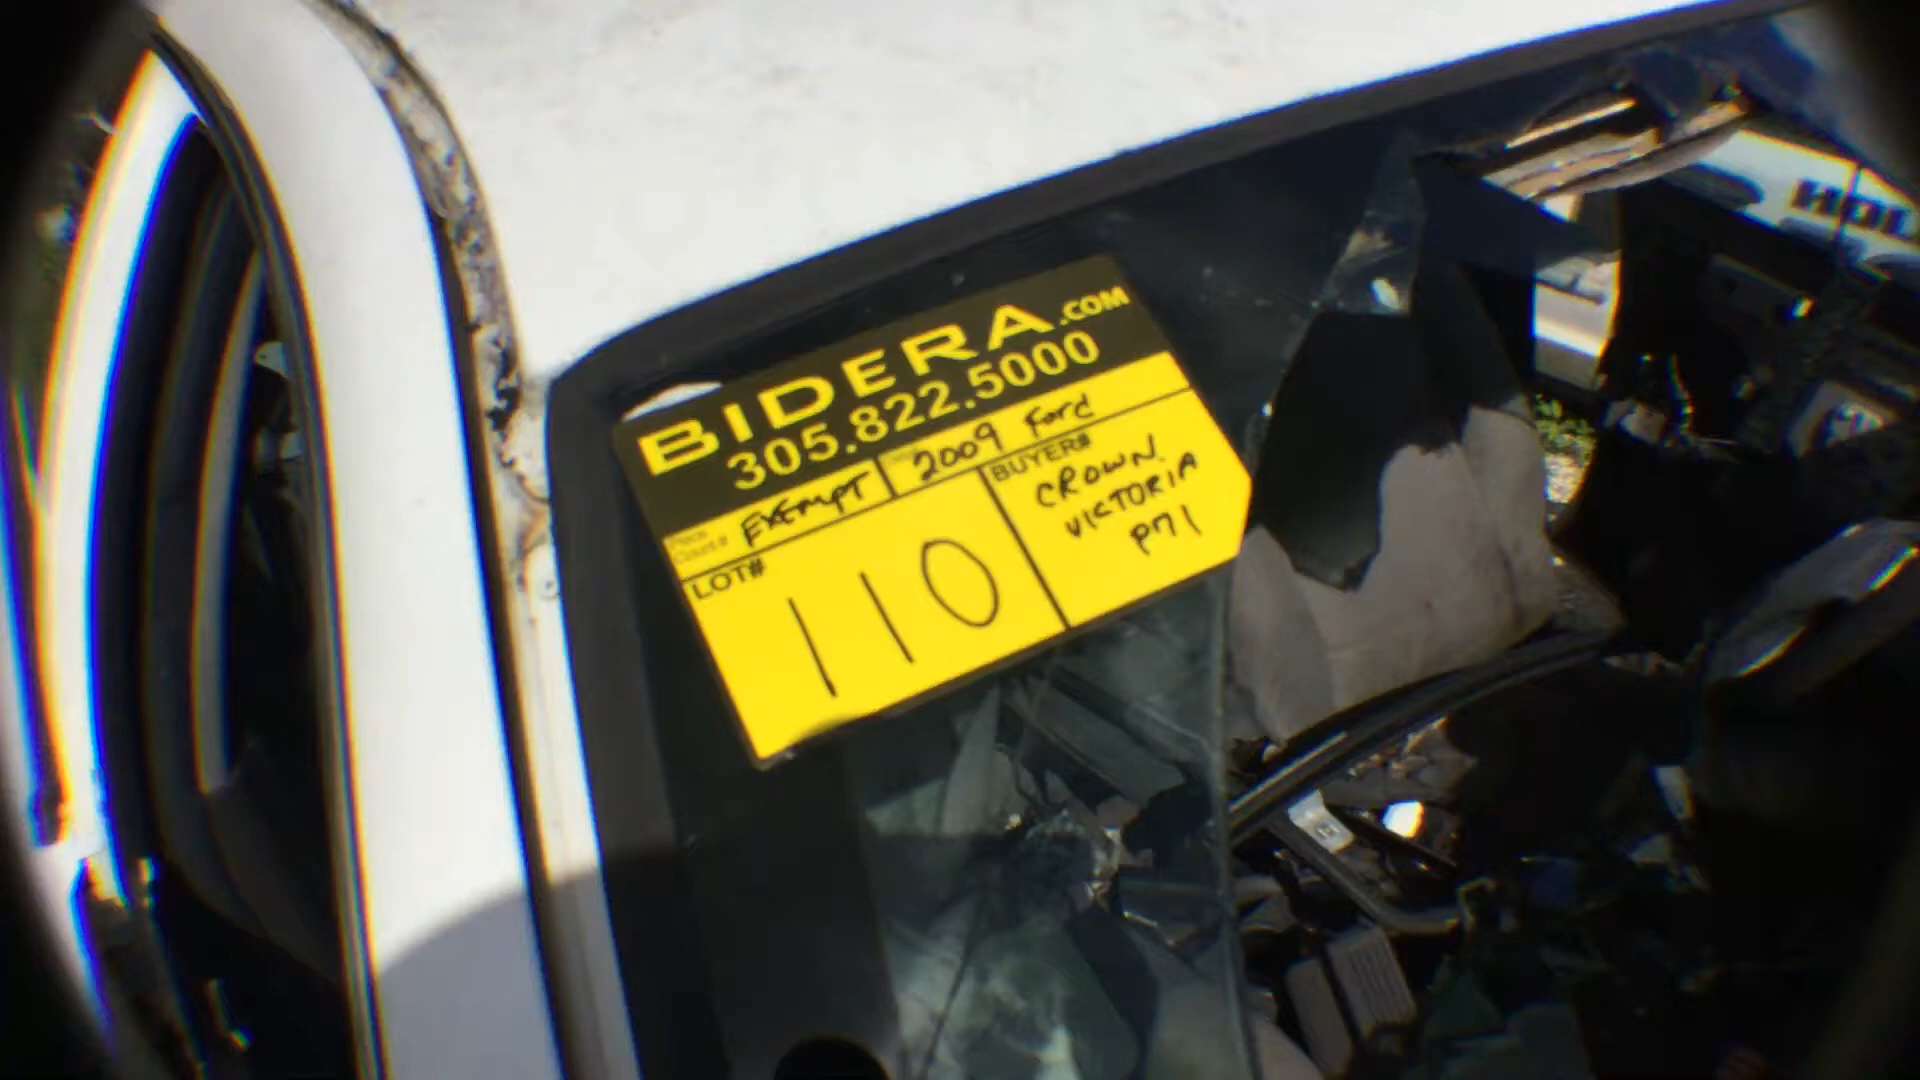 BIDERA.COM
305.822.5000
EXEMPT 2009 Ford
LOT# BUYER#
110
CROWN
VICTORIA
P71